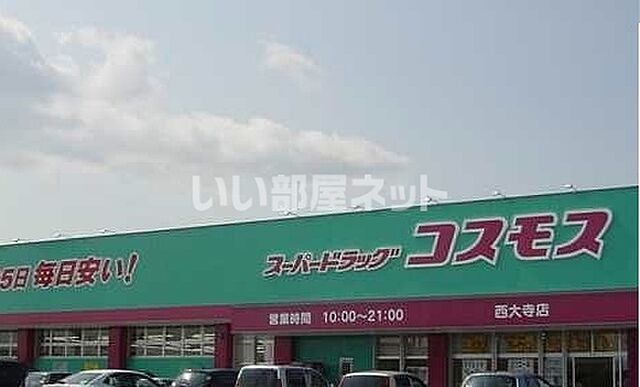 いい部屋ネット
5日 毎日安い!
スーパードラッグ コスモス
営業時間 10:00〜21:00 西大寺店